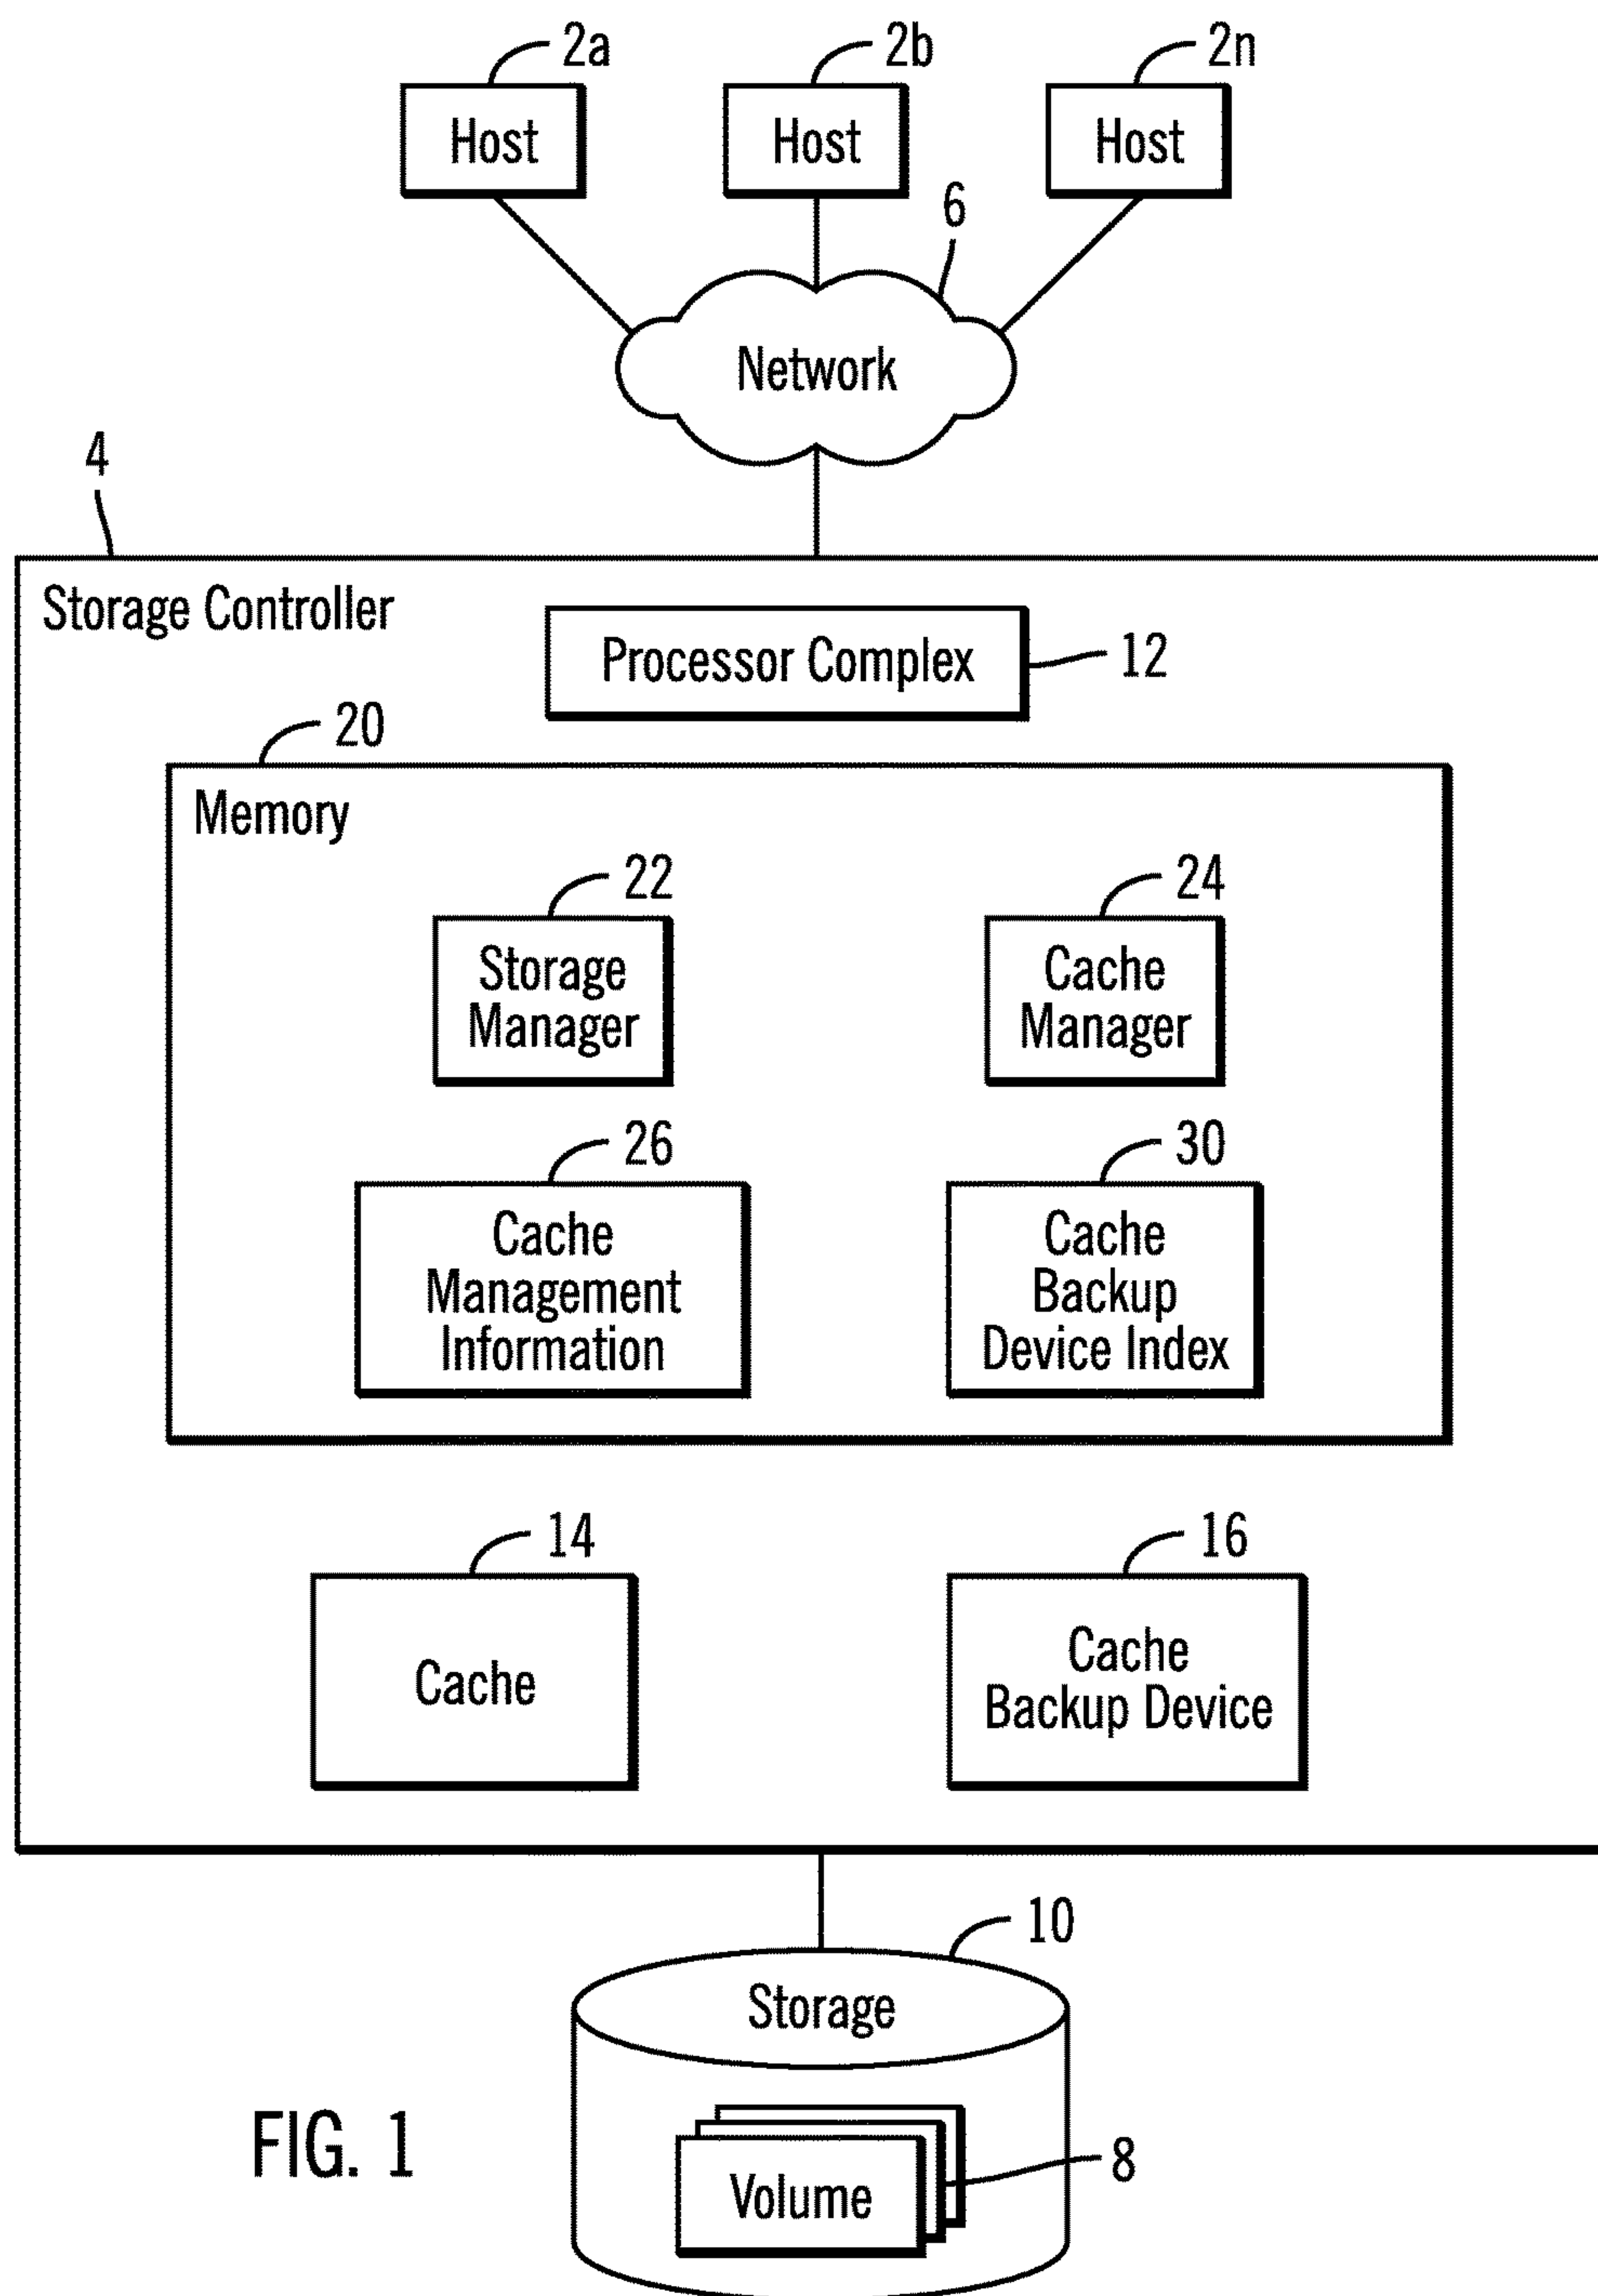 2a
2b
2n
Host
Host
Host
6
Network
4
Storage Controller
Processor Complex
12
20
Memory
22
24
Storage
Manager
Cache
Manager
26
30
Cache
Management
Information
Cache
Backup
Device Index
14
16
Cache
Cache
Backup Device
10
Storage
Volume
8
FIG. 1